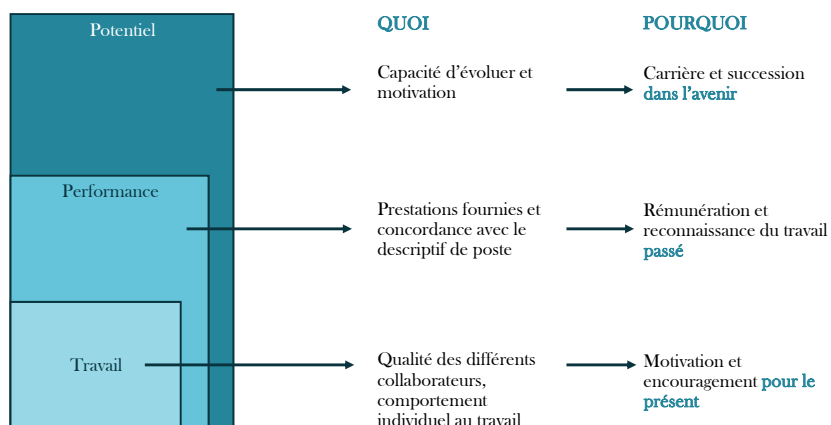 Potentiel
QUOI
POURQUOI
Capacité d’évoluer et
motivation
Carrière et succession
dans l’avenir
Performance
Prestations fournies et
concordance avec le
descriptif de poste
Rémunération et
reconnaissance du travail
passé
Travail
Qualité des différents
collaborateurs,
comportement
individuel au travail
Motivation et
encouragement pour le
présent